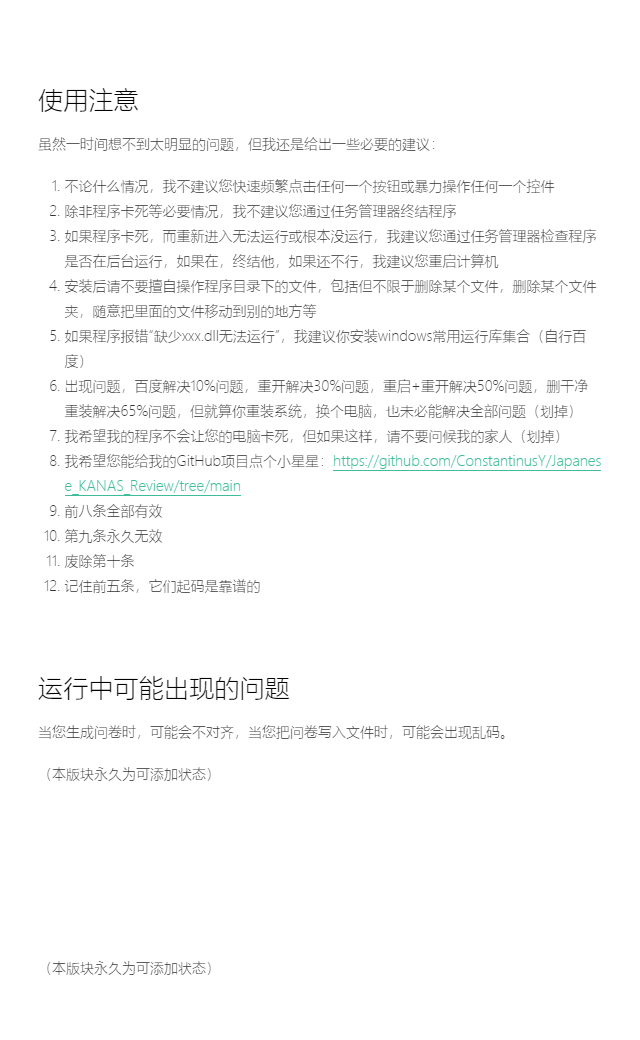 使用注意
虽然一时间想不到太明显的问题，但我还是给出一些必要的建议：
1. 不论什么情况，我不建议您快速频繁点击任何一个按钮或暴力操作任何一个控件
2. 除非程序卡死等必要情况，我不建议您通过任务管理器终结程序
3. 如果程序卡死，而重新进入无法运行或根本没运行，我建议您通过任务管理器检查程序
是否在后台运行，如果在，终结他，如果还不行，我建议您重启计算机
4. 安装后请不要擅自操作程序目录下的文件，包括但不限于删除某个文件，删除某个文件
夹，随意把里面的文件移动到别的地方等
5. 如果程序报错"缺少xxx.dll无法运行"，我建议你安装windows常用运行库集合（自行百
度）
6. 出现问题，百度解决10%问题，重开解决30%问题，重启+重开解决50%问题，删干净
重装解决65%问题，但就算你重装系统，换个电脑，也未必能解决全部问题（划掉）
7. 我希望我的程序不会让您的电脑卡死，但如果这样，请不要问候我的家人（划掉）
8. 我希望您能给我的GitHub项目点个小星星：https://github.com/ConstantinusY/Japanes
e_KANAS_Review/tree/main
9. 前八条全部有效
10. 第九条永久无效
11. 废除第十条
12. 记住前五条，它们起码是靠谱的
运行中可能出现的问题
当您生成问卷时，可能会不对齐，当您把问卷写入文件时，可能会出现乱码。
（本版块永久为可添加状态）
（本版块永久为可添加状态）